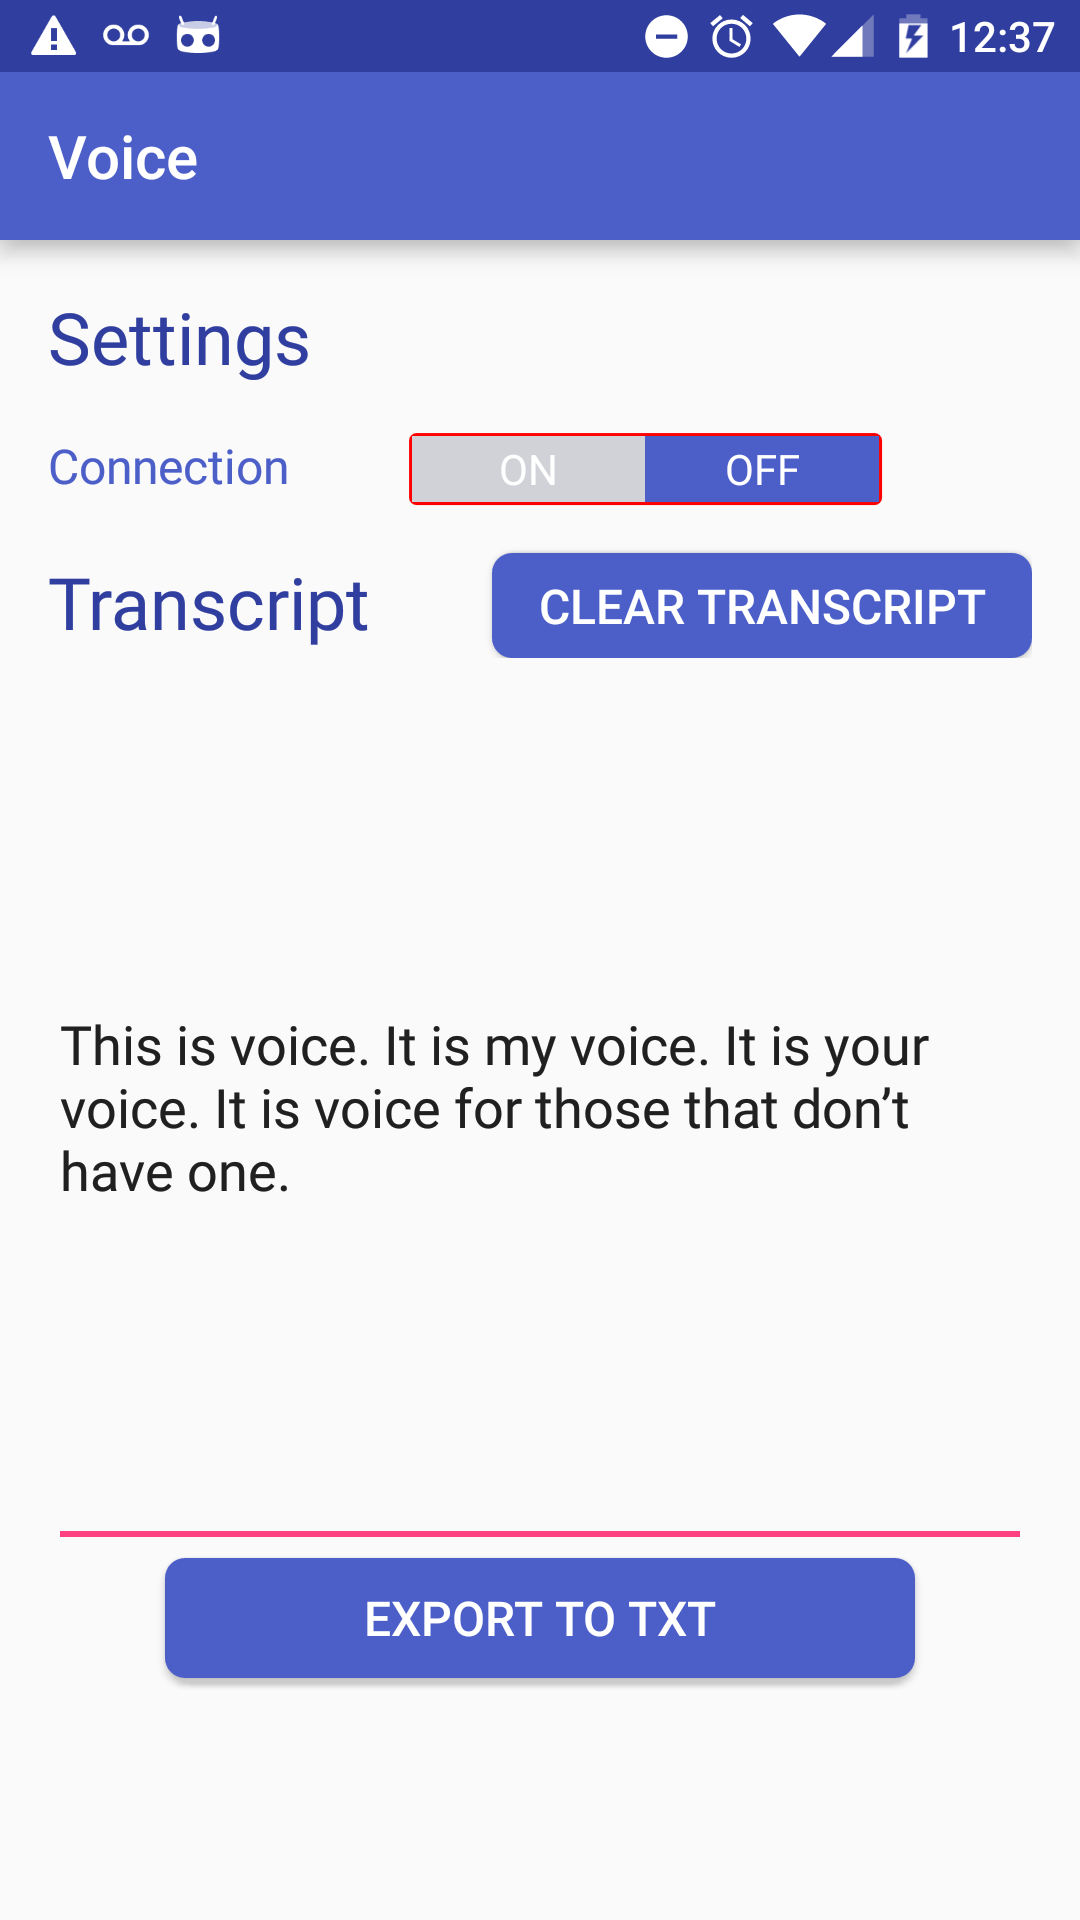 12:37
Voice
Settings
Connection ON OFF
Transcript CLEAR TRANSCRIPT
This is voice. It is my voice. It is your
voice. It is voice for those that don’t
have one.
EXPORT TO TXT